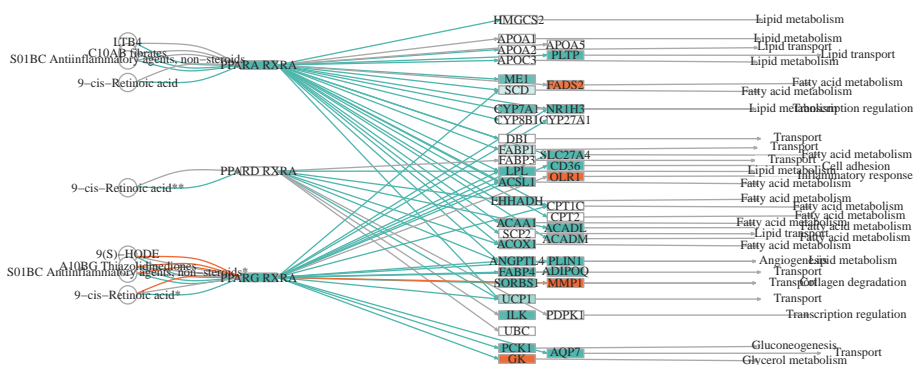 HMGCS2 Lipid metabolism
LTB4
C10AB fibrates
S01BC Antiinflammatory agents, non-steroids
PPARA RXRA
9-cis-Retinoic acid
APOA1 Lipid metabolism
APOA5 Lipid transport
APOA2
PLTP Lipid transport
APOC3 Lipid metabolism
ME1 Fatty acid metabolism
FADS2
SCD Fatty acid metabolism
CYP7A1 NR1H3 Lipid metabolism Transcription regulation
CYP8B1 CYP27A1
DBI Transport
FABP1 Transport
SLC27A4 Fatty acid metabolism
FABP3 Transport
CD36 Cell adhesion
LPL Lipid metabolism
OLR1 Inflammatory response
ACSL1 Fatty acid metabolism
PPARD RXRA
9-cis-Retinoic acid**
EHHADH Fatty acid metabolism
CPT1C Fatty acid metabolism
CPT2 Fatty acid metabolism
ACAA1 Fatty acid metabolism
ACADL Fatty acid metabolism
SCP2 Lipid transport
ACADM Fatty acid metabolism
ACOX1 Fatty acid metabolism
9(S)-HODE
A10BG Thiazolidinediones
S01BC Antiinflammatory agents, non-steroids*
PPARG RXRA
9-cis-Retinoic acid*
ANGPTL4 PLIN1 Angiogenesis Lipid metabolism
FABP4 ADIPOQ Transport
SORBS1 MMP1 Transport Collagen degradation
UCP1 Transport
ILK PDPK1 Transcription regulation
UBC
PCK1 Gluconeogenesis
AQP7 Transport
GK Glycerol metabolism